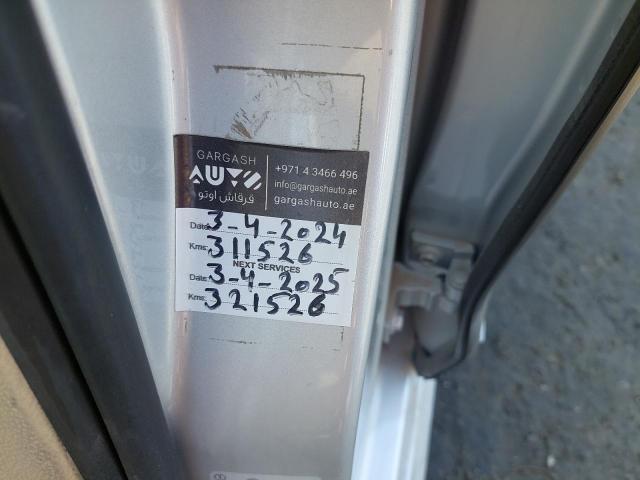 GARGASH
AUTO
قرقاش اوتو
+971 4 3466 496
info@gargashauto.ae
gargashauto.ae
Date: 3-4-2024
Kms: 311526
NEXT SERVICES
Date: 3-4-2025
Kms: 321526